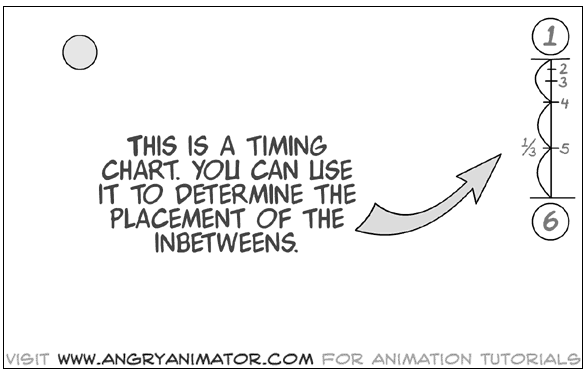 1
2
3
THIS IS A TIMING
CHART. YOU CAN USE
IT TO DETERMINE THE
PLACEMENT OF THE
INBETWEENS.
4
1/3 5
6
VISIT WWW.ANGRYANIMATOR.COM FOR ANIMATION TUTORIALS